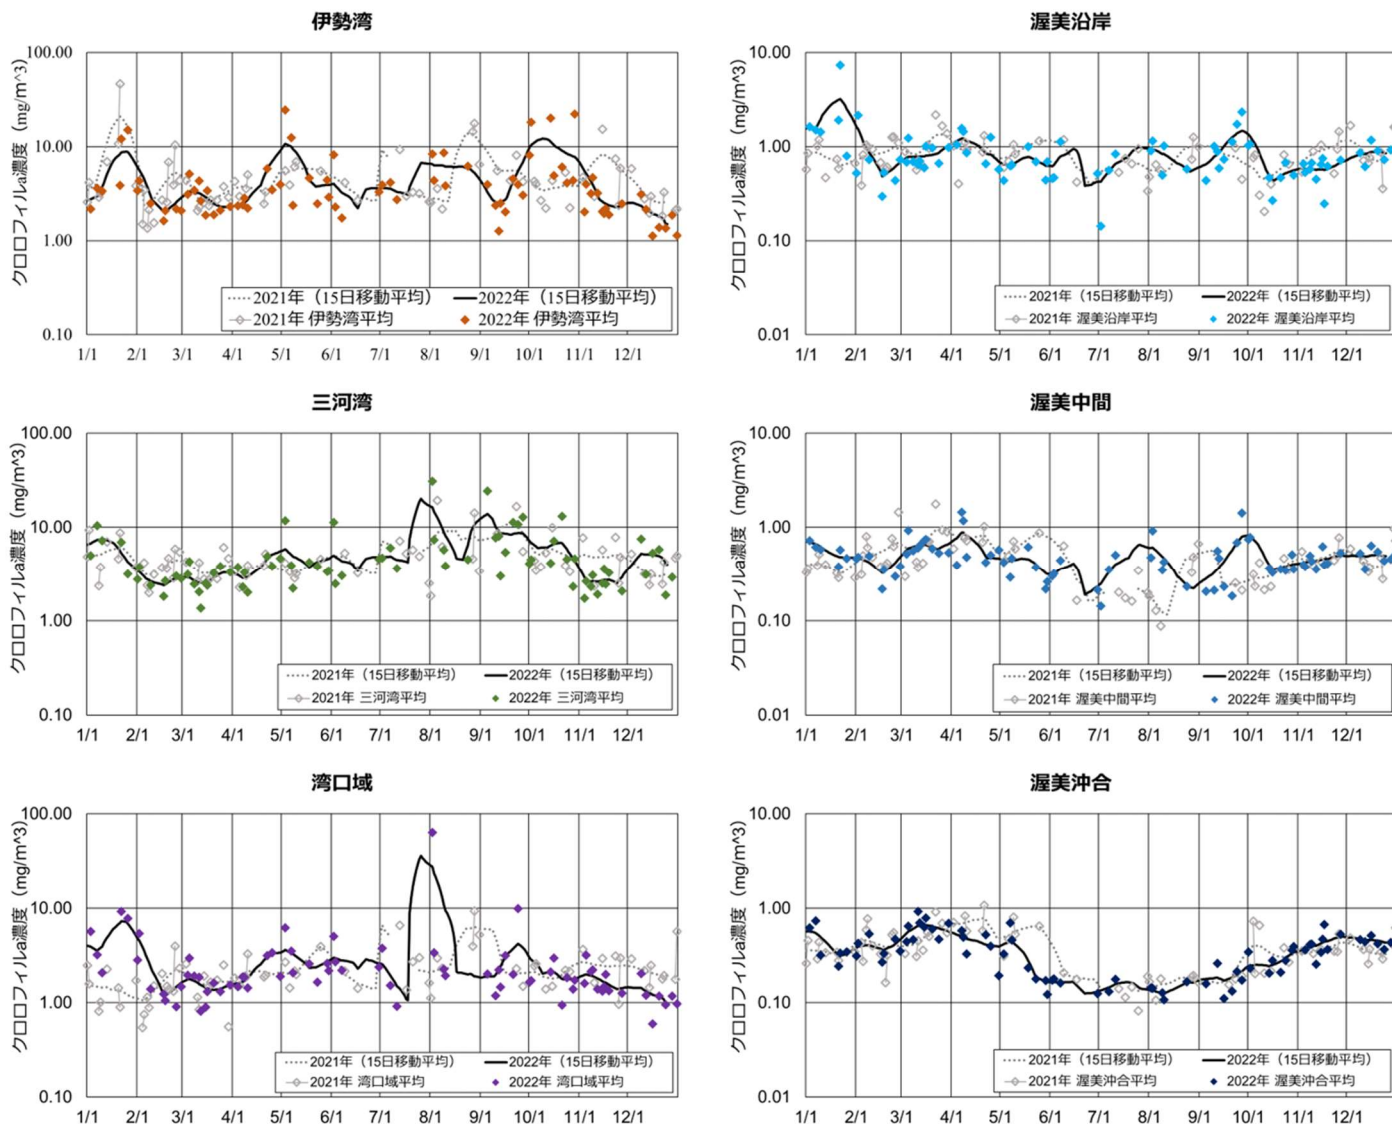 伊勢湾
クロロフィルa濃度（mg/m^3）
100.00
10.00
1.00
0.10
2021年（15日移動平均） 2022年（15日移動平均）
2021年 伊勢湾平均 2022年 伊勢湾平均
1/1 2/1 3/1 4/1 5/1 6/1 7/1 8/1 9/1 10/1 11/1 12/1
渥美沿岸
クロロフィルa濃度（mg/m^3）
10.00
1.00
0.10
0.01
2021年（15日移動平均） 2022年（15日移動平均）
2021年 渥美沿岸平均 2022年 渥美沿岸平均
1/1 2/1 3/1 4/1 5/1 6/1 7/1 8/1 9/1 10/1 11/1 12/1
三河湾
クロロフィルa濃度（mg/m^3）
100.00
10.00
1.00
0.10
2021年（15日移動平均） 2022年（15日移動平均）
2021年 三河湾平均 2022年 三河湾平均
1/1 2/1 3/1 4/1 5/1 6/1 7/1 8/1 9/1 10/1 11/1 12/1
渥美中間
クロロフィルa濃度（mg/m^3）
10.00
1.00
0.10
0.01
2021年（15日移動平均） 2022年（15日移動平均）
2021年 渥美中間平均 2022年 渥美中間平均
1/1 2/1 3/1 4/1 5/1 6/1 7/1 8/1 9/1 10/1 11/1 12/1
湾口域
クロロフィルa濃度（mg/m^3）
100.00
10.00
1.00
0.10
2021年（15日移動平均） 2022年（15日移動平均）
2021年 湾口域平均 2022年 湾口域平均
1/1 2/1 3/1 4/1 5/1 6/1 7/1 8/1 9/1 10/1 11/1 12/1
渥美沖合
クロロフィルa濃度（mg/m^3）
10.00
1.00
0.10
0.01
2021年（15日移動平均） 2022年（15日移動平均）
2021年 渥美沖合平均 2022年 渥美沖合平均
1/1 2/1 3/1 4/1 5/1 6/1 7/1 8/1 9/1 10/1 11/1 12/1